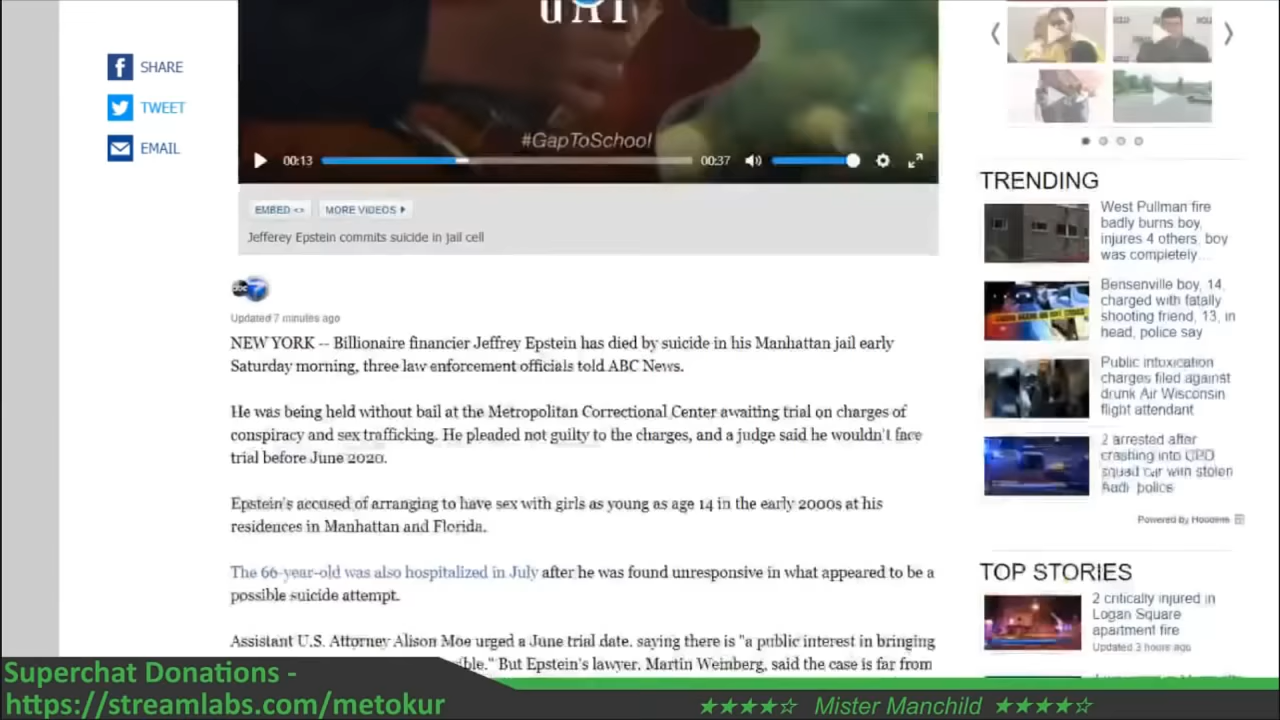 GAP
SHARE
TWEET
EMAIL
#GapToSchool
00:13
00:37
EMBED <>
MORE VIDEOS
Jefferey Epstein commits suicide in jail cell
abc 7
Updated 7 minutes ago
NEW YORK -- Billionaire financier Jeffrey Epstein has died by suicide in his Manhattan jail early
Saturday morning, three law enforcement officials told ABC News.
He was being held without bail at the Metropolitan Correctional Center awaiting trial on charges of
conspiracy and sex trafficking. He pleaded not guilty to the charges, and a judge said he wouldn't face
trial before June 2020.
Epstein's accused of arranging to have sex with girls as young as age 14 in the early 2000s at his
residences in Manhattan and Florida.
The 66-year-old was also hospitalized in July after he was found unresponsive in what appeared to be a
possible suicide attempt.
Assistant U.S. Attorney Alison Moe urged a June trial date, saying there is "a public interest in bringing
But Epstein's lawyer, Martin Weinberg, said the case is far from
TRENDING
West Pullman fire
badly burns boy,
injures 4 others, boy
was completely...
Bensenville boy, 14,
charged with fatally
shooting friend, 13, in
head, police say
Public intoxication
charges filed against
drunk Air Wisconsin
flight attendant
2 arrested after
crashing into CPD
squad car with stolen
Audi: police
Powered by
TOP STORIES
2 critically injured in
Logan Square
apartment fire
Updated 3 hours ago
Superchat Donations -
https://streamlabs.com/metokur
★★★★☆ Mister Manchild ★★★★☆